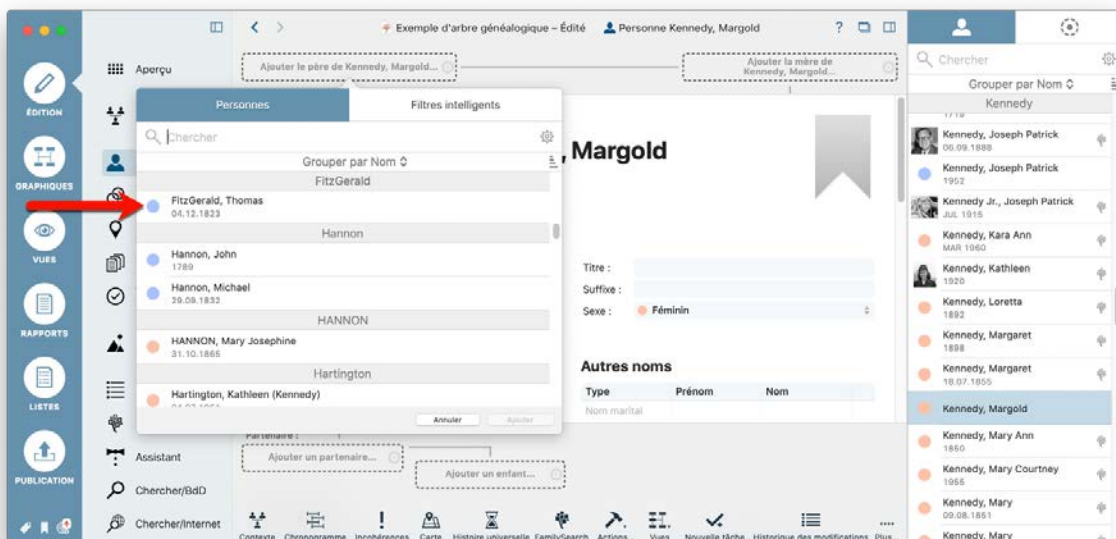 Exemple d'arbre généalogique – Édité
Personne Kennedy, Margold
?
ÉDITION
GRAPHIQUES
VUES
RAPPORTS
LISTES
PUBLICATION
Aperçu
Assistant
Chercher/BdD
Chercher/Internet
Ajouter le père de Kennedy, Margold...
Ajouter la mère de
Kennedy, Margold...
Personnes
Filtres intelligents
Chercher
Grouper par Nom
FitzGerald
FitzGerald, Thomas
04.12.1823
Hannon
Hannon, John
1789
Hannon, Michael
29.09.1832
HANNON
HANNON, Mary Josephine
31.10.1865
Hartington
Hartington, Kathleen (Kennedy)
Annuler
Ajouter
, Margold
Titre :
Suffixe :
Sexe :
Féminin
Autres noms
Type
Prénom
Nom
Nom marital
Partenaire :
Ajouter un partenaire...
Ajouter un enfant...
Contexte
Chronogramme
Incohérences
Carte
Histoire universelle
FamilySearch
Actions...
Vues
Nouvelle tâche
Historique des modifications
Plus...
Chercher
Grouper par Nom
Kennedy
Kennedy, Joseph Patrick
06.09.1888
Kennedy, Joseph Patrick
1952
Kennedy Jr., Joseph Patrick
JUL 1915
Kennedy, Kara Ann
MAR 1960
Kennedy, Kathleen
1920
Kennedy, Loretta
1892
Kennedy, Margaret
1898
Kennedy, Margaret
18.07.1855
Kennedy, Margold
Kennedy, Mary Ann
1850
Kennedy, Mary Courtney
1956
Kennedy, Mary
09.08.1851
Kennedy, Mary